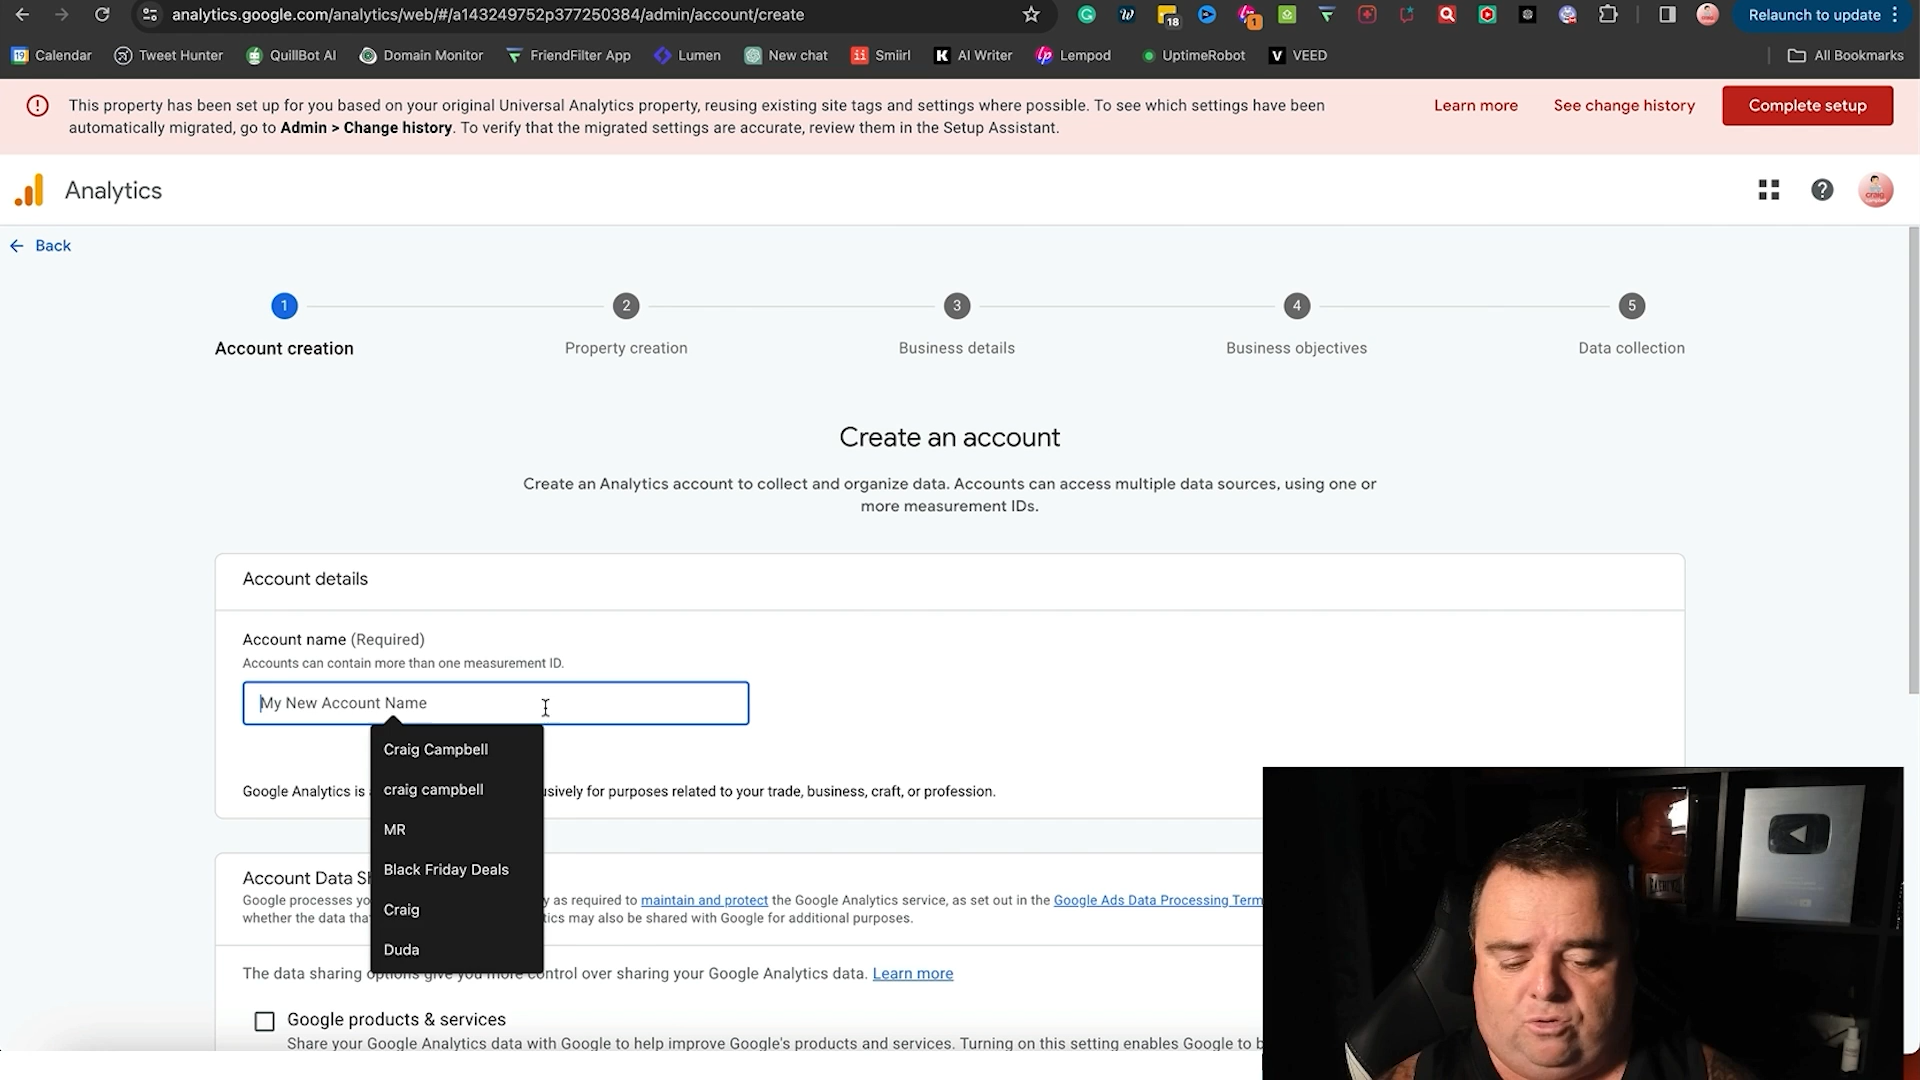 analytics.google.com/analytics/web/#/a143249752p377250384/admin/account/create
18
1
Relaunch to update
19 Calendar
Tweet Hunter
QuillBot AI
Domain Monitor
FriendFilter App
Lumen
New chat
Smiirl
K AI Writer
lp Lempod
UptimeRobot
V VEED
All Bookmarks
This property has been set up for you based on your original Universal Analytics property, reusing existing site tags and settings where possible. To see which settings have been
automatically migrated, go to Admin > Change history. To verify that the migrated settings are accurate, review them in the Setup Assistant.
Learn more
See change history
Complete setup
Analytics
Back
1
2
3
4
5
Account creation
Property creation
Business details
Business objectives
Data collection
Create an account
Create an Analytics account to collect and organize data. Accounts can access multiple data sources, using one or
more measurement IDs.
Account details
Account name (Required)
Accounts can contain more than one measurement ID.
My New Account Name
Craig Campbell
craig campbell
MR
Black Friday Deals
Craig
Duda
Google Analytics is
usively for purposes related to your trade, business, craft, or profession.
Account Data Sh
Google processes yo
y as required to maintain and protect the Google Analytics service, as set out in the Google Ads Data Processing Term
whether the data tha
tics may also be shared with Google for additional purposes.
The data sharing options give you more control over sharing your Google Analytics data. Learn more
Google products & services
Share your Google Analytics data with Google to help improve Google's products and services. Turning on this setting enables Google to b